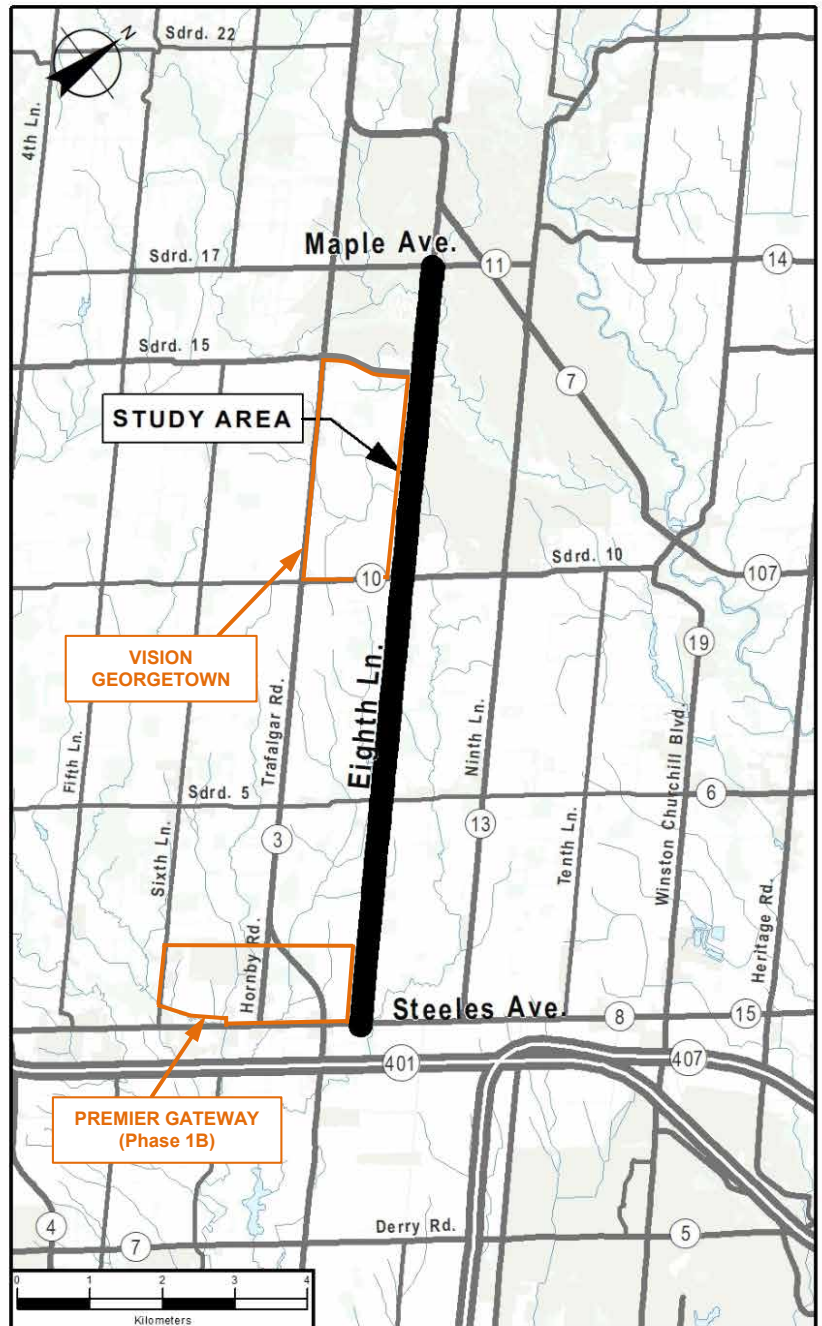 N
Sdrd. 22
4th Ln.
Maple Ave.
Sdrd. 17
11
14
Sdrd. 15
7
STUDY AREA
Sdrd. 10
10
107
VISION
GEORGETOWN
19
Eighth Ln.
Trafalgar Rd.
Ninth Ln.
Fifth Ln.
Winston Churchill Blvd.
Sdrd. 5
6
3
13
Tenth Ln.
Sixth Ln.
Heritage Rd.
Hornby Rd.
Steeles Ave.
8
15
401
407
PREMIER GATEWAY
(Phase 1B)
4
7
Derry Rd.
5
0 1 2 3 4
Kilometers